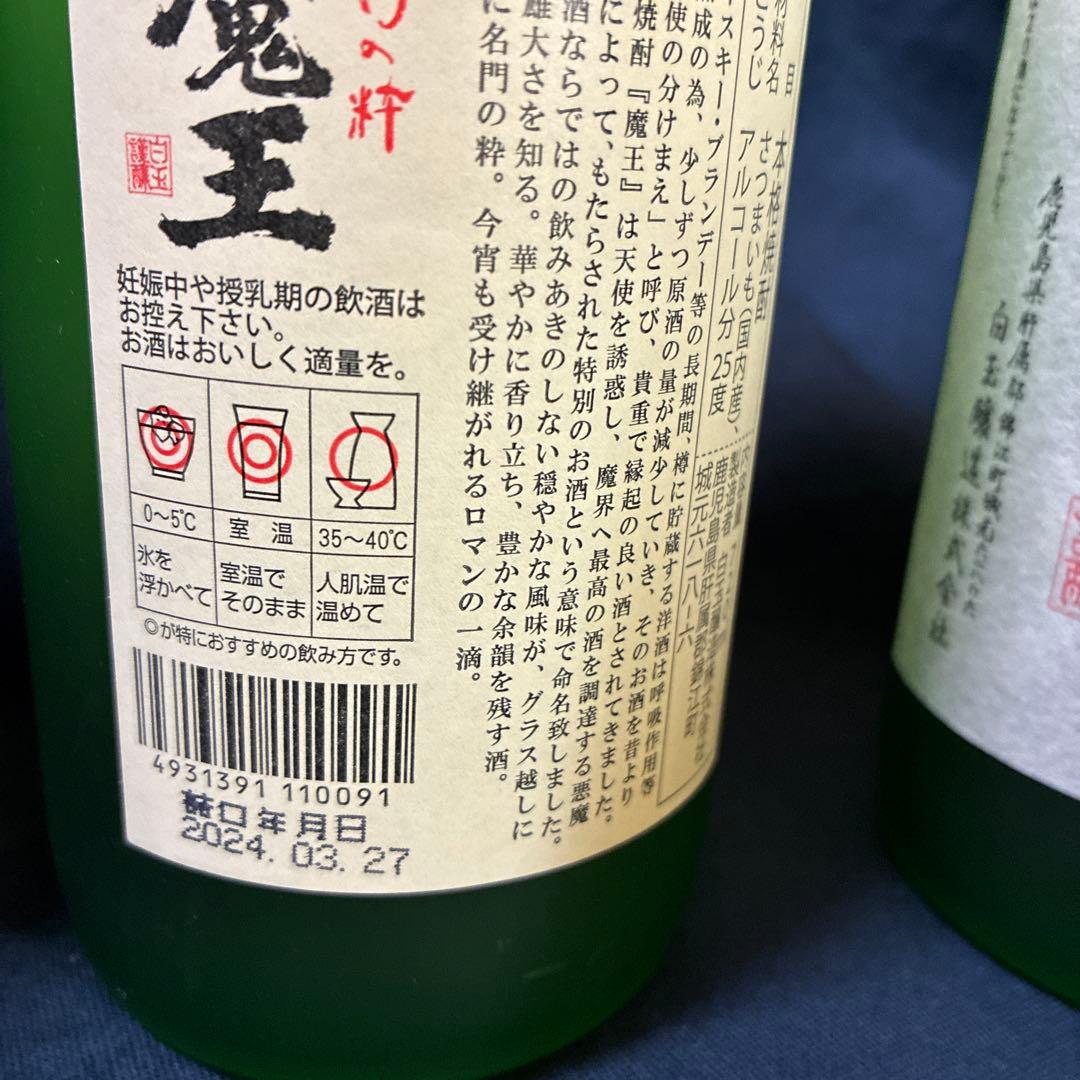 の粋
魔王
白玉
謹醸
妊娠中や授乳期の飲酒は
お控え下さい。
お酒はおいしく適量を。
0～5℃
室温
35～40℃
氷を
浮かべて
室温で
そのまま
人肌温で
温めて
◎が特におすすめの飲み方です。
4931391 110091
詰口年月日
2024.03.27
目
本格焼酎
材料名
さつまいも(国内産)、
こうじ
アルコール分 25度
製造者
鹿児島県肝属郡錦江町
城元六一八-六
スキー・ブランデー等の長期間、樽に貯蔵する洋酒は呼吸作用等
成の為、少しずつ原酒の量が減少していき、そのお酒を昔より
使の分けまえ」と呼び、貴重で縁起の良い酒とされてきました。
焼酎『魔王』は天使を誘惑し、魔界へ最高の酒を調達する悪魔
によって、もたらされた特別のお酒という意味で命名致しました。
酒ならではの飲みあきのしない穏やかな風味が、グラス越しに
雄大さを知る。華やかに香り立ち、豊かな余韻を残す酒。
に名門の粋。今宵も受け継がれるロマンの一滴。
鹿児島県肝属郡錦江町城元
白玉醸造株式会社